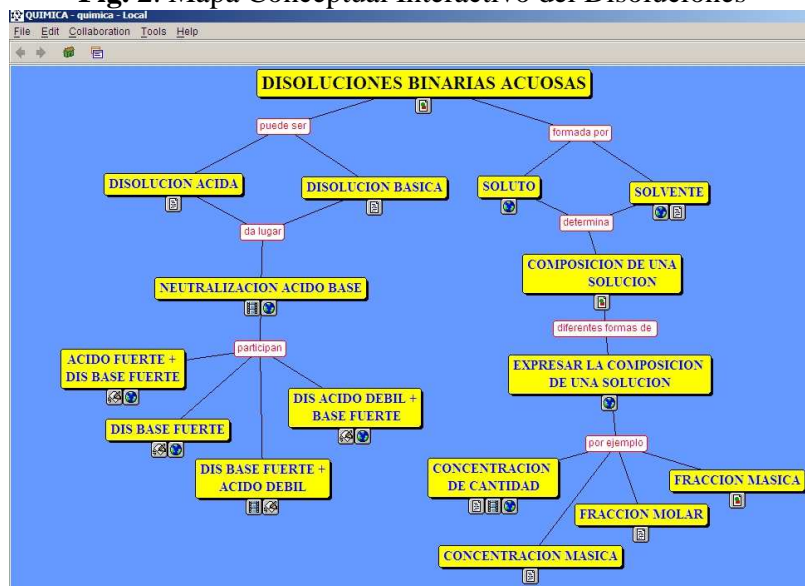 Fig. 2. Mapa Conceptual Interactivo del Disoluciones
QUIMICA - quimica - Local
File Edit Collaboration Tools Help
DISOLUCIONES BINARIAS ACUOSAS
puede ser
formada por
DISOLUCION ACIDA
DISOLUCION BASICA
SOLUTO
SOLVENTE
da lugar
determina
COMPOSICION DE UNA
SOLUCION
NEUTRALIZACION ACIDO BASE
diferentes formas de
participan
EXPRESAR LA COMPOSICION
DE UNA SOLUCION
ACIDO FUERTE +
DIS BASE FUERTE
DIS ACIDO DEBIL +
BASE FUERTE
DIS BASE FUERTE
DIS BASE FUERTE +
ACIDO DEBIL
por ejemplo
CONCENTRACION
DE CANTIDAD
FRACCION MASICA
FRACCION MOLAR
CONCENTRACION MASICA